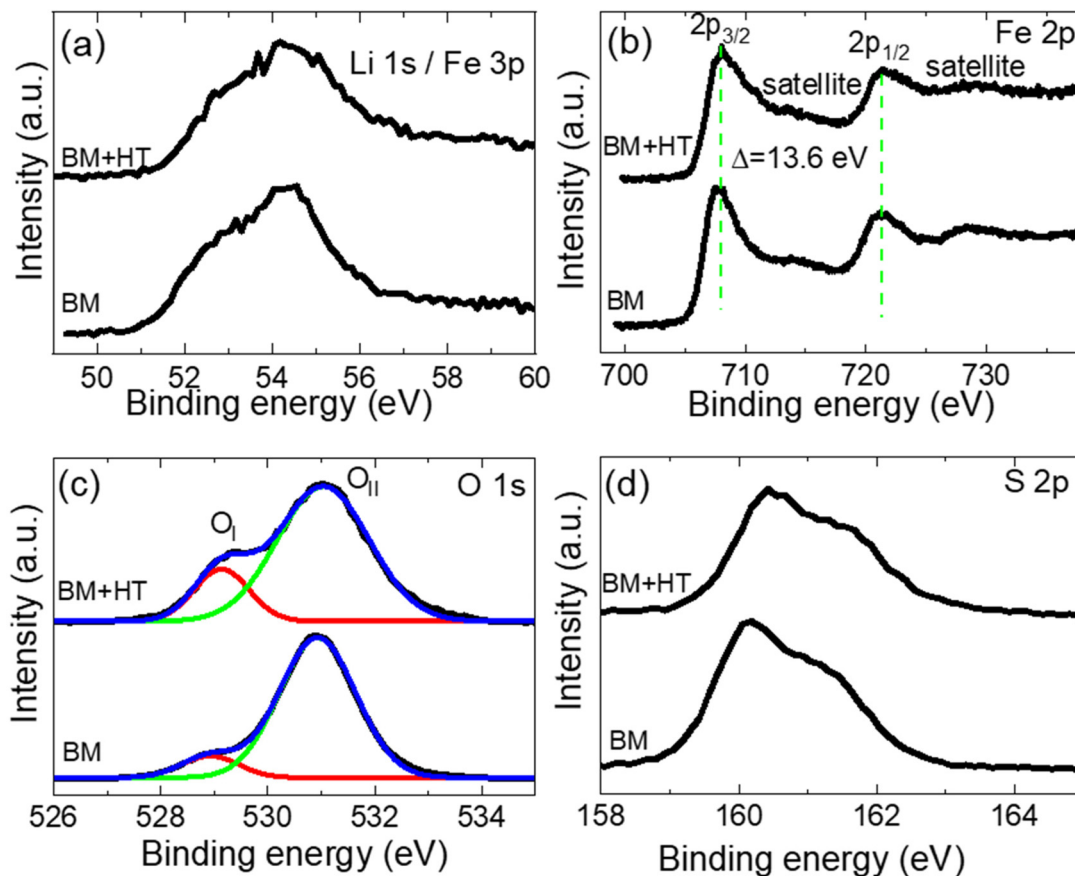 (a)
Li 1s / Fe 3p
BM+HT
BM
Intensity (a.u.)
50 52 54 56 58 60
Binding energy (eV)
(b)
2p3/2
2p1/2
Fe 2p
satellite
satellite
BM+HT
Δ=13.6 eV
BM
Intensity (a.u.)
700 710 720 730
Binding energy (eV)
(c)
OI
OII
O 1s
BM+HT
BM
Intensity (a.u.)
526 528 530 532 534
Binding energy (eV)
(d)
S 2p
BM+HT
BM
Intensity (a.u.)
158 160 162 164
Binding energy (eV)